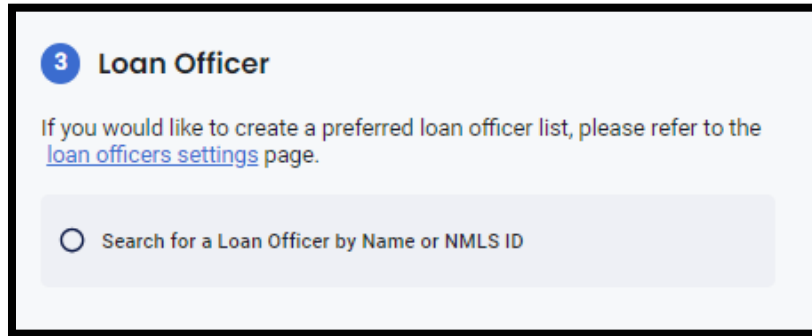 3 Loan Officer
If you would like to create a preferred loan officer list, please refer to the
loan officers settings page.
Search for a Loan Officer by Name or NMLS ID